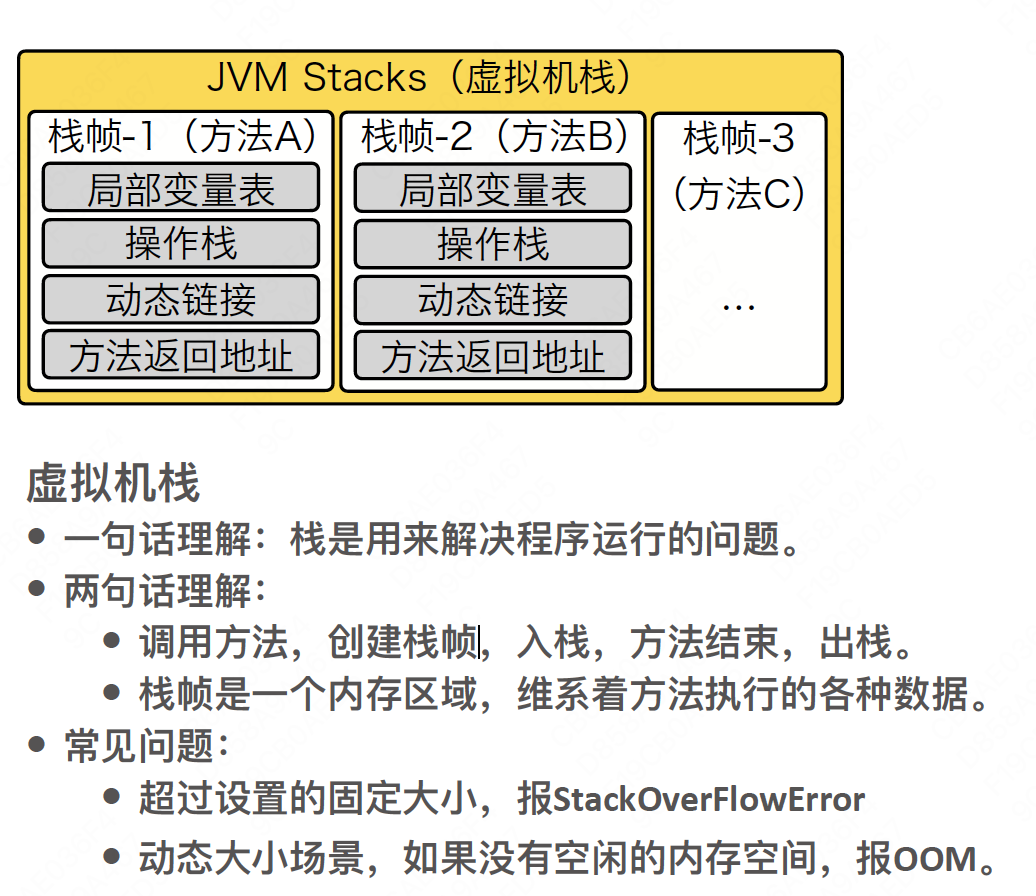 JVM Stacks（虚拟机栈）
栈帧-1（方法A）
局部变量表
操作栈
动态链接
方法返回地址
栈帧-2（方法B）
局部变量表
操作栈
动态链接
方法返回地址
栈帧-3
（方法C）
...
虚拟机栈
• 一句话理解：栈是用来解决程序运行的问题。
• 两句话理解：
• 调用方法，创建栈帧，入栈，方法结束，出栈。
• 栈帧是一个内存区域，维系着方法执行的各种数据。
• 常见问题：
• 超过设置的固定大小，报StackOverFlowError
• 动态大小场景，如果没有空闲的内存空间，报OOM。